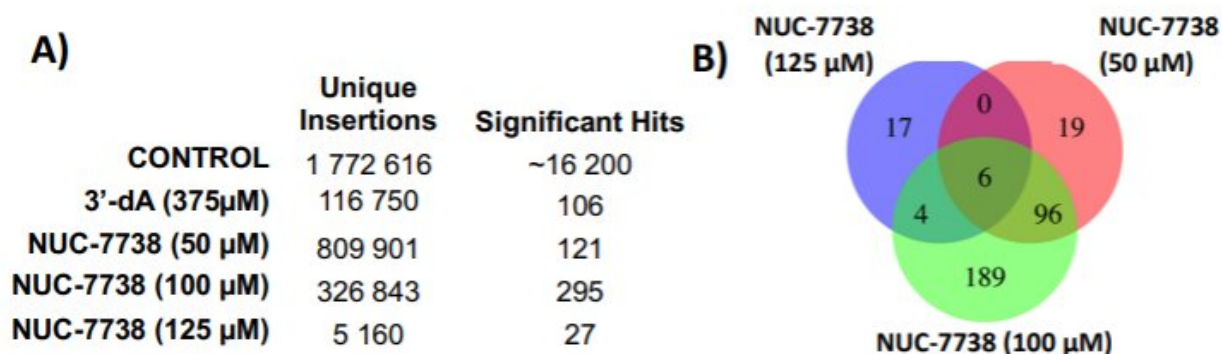 A)
Unique
Insertions
Significant Hits
CONTROL 1 772 616 ~16 200
3'-dA (375µM) 116 750 106
NUC-7738 (50 µM) 809 901 121
NUC-7738 (100 µM) 326 843 295
NUC-7738 (125 µM) 5 160 27
B)
NUC-7738
(125 µM)
NUC-7738
(50 µM)
0
17
19
6
4
96
189
NUC-7738 (100 µM)